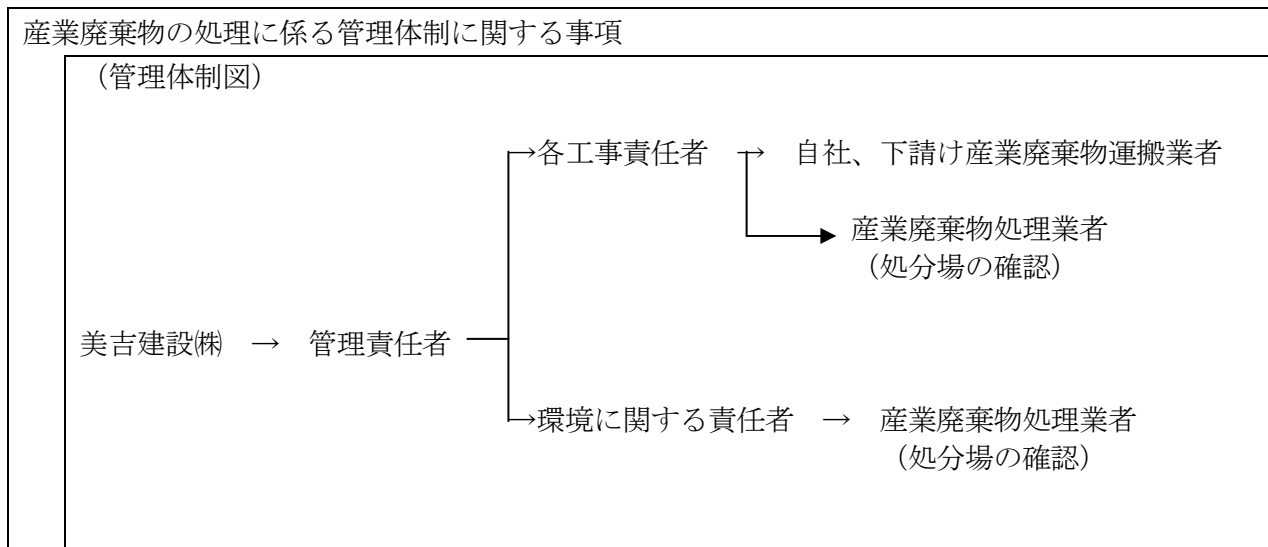 産業廃棄物の処理に係る管理体制に関する事項
（管理体制図）
→各工事責任者 → 自社、下請け産業廃棄物運搬業者
産業廃棄物処理業者
（処分場の確認）
美吉建設㈱ → 管理責任者
→環境に関する責任者 → 産業廃棄物処理業者
（処分場の確認）